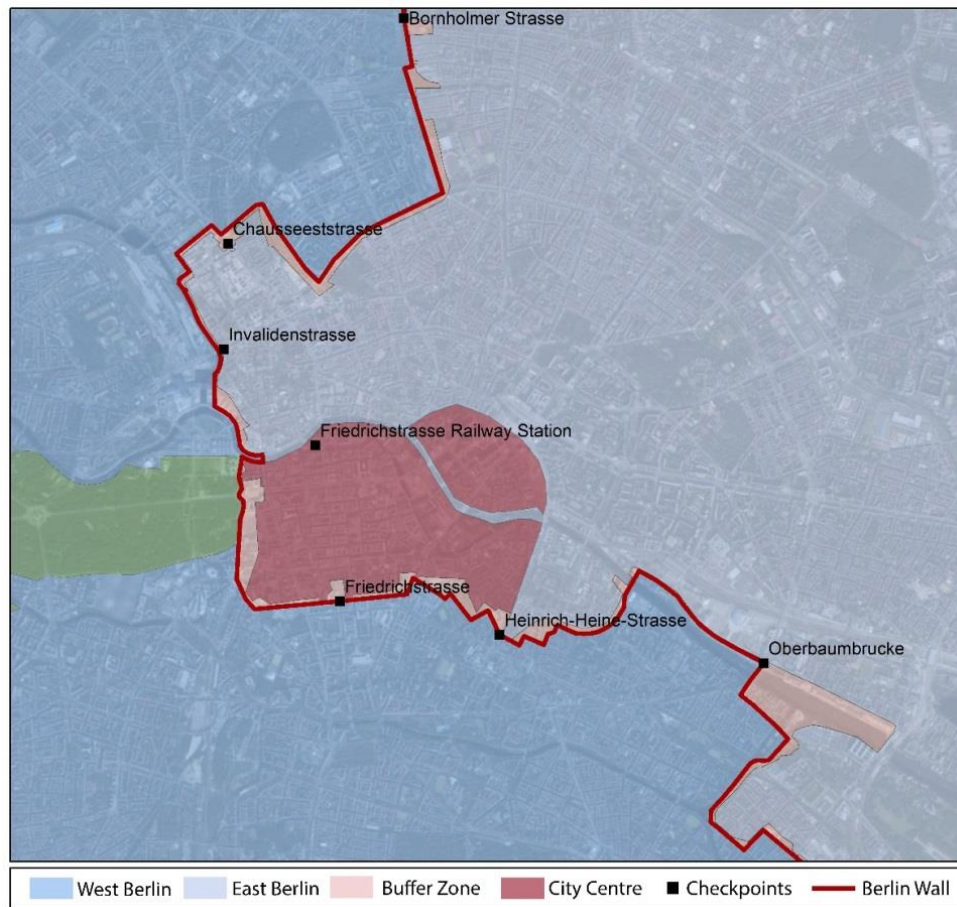 Bornholmer Strasse
Chausseeststrasse
Invalidenstrasse
Friedrichstrasse Railway Station
Friedrichstrasse
Heinrich-Heine-Strasse
Oberbaumbrucke
West Berlin East Berlin Buffer Zone City Centre Checkpoints Berlin Wall